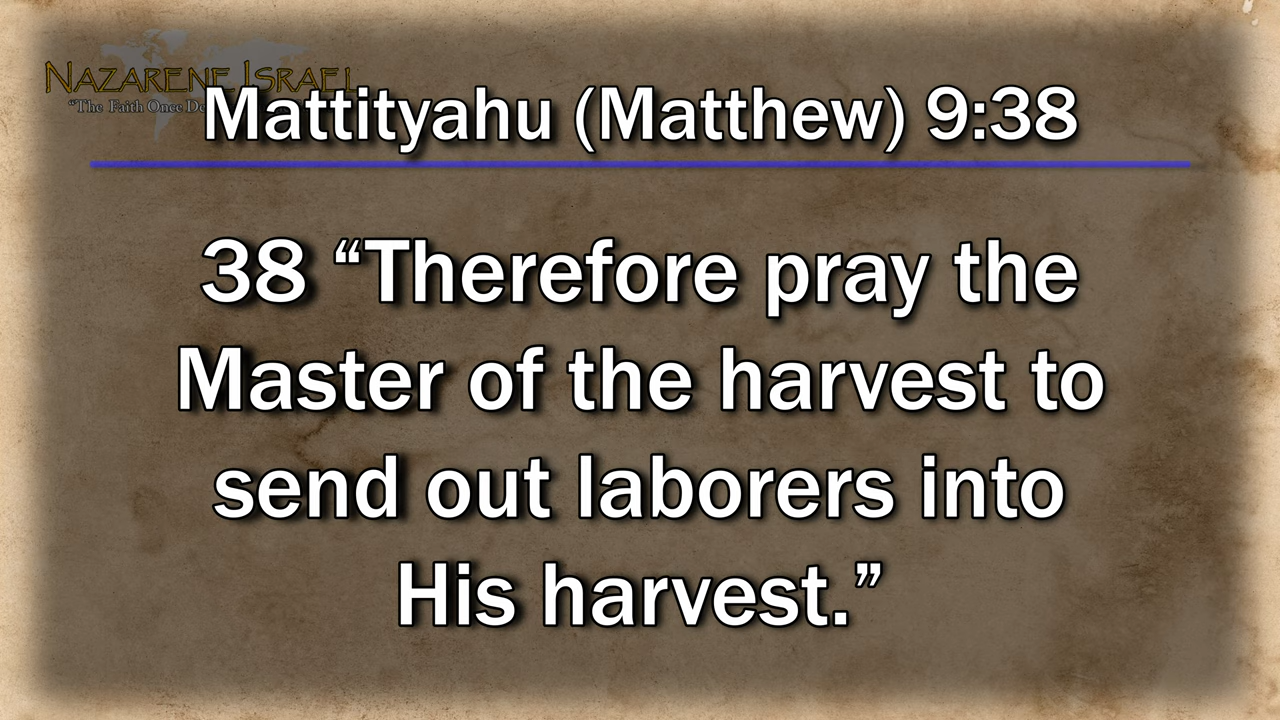 NAZARENE ISRAEL
"The Faith Once De
Mattityahu (Matthew) 9:38
38 “Therefore pray the
Master of the harvest to
send out laborers into
His harvest.”